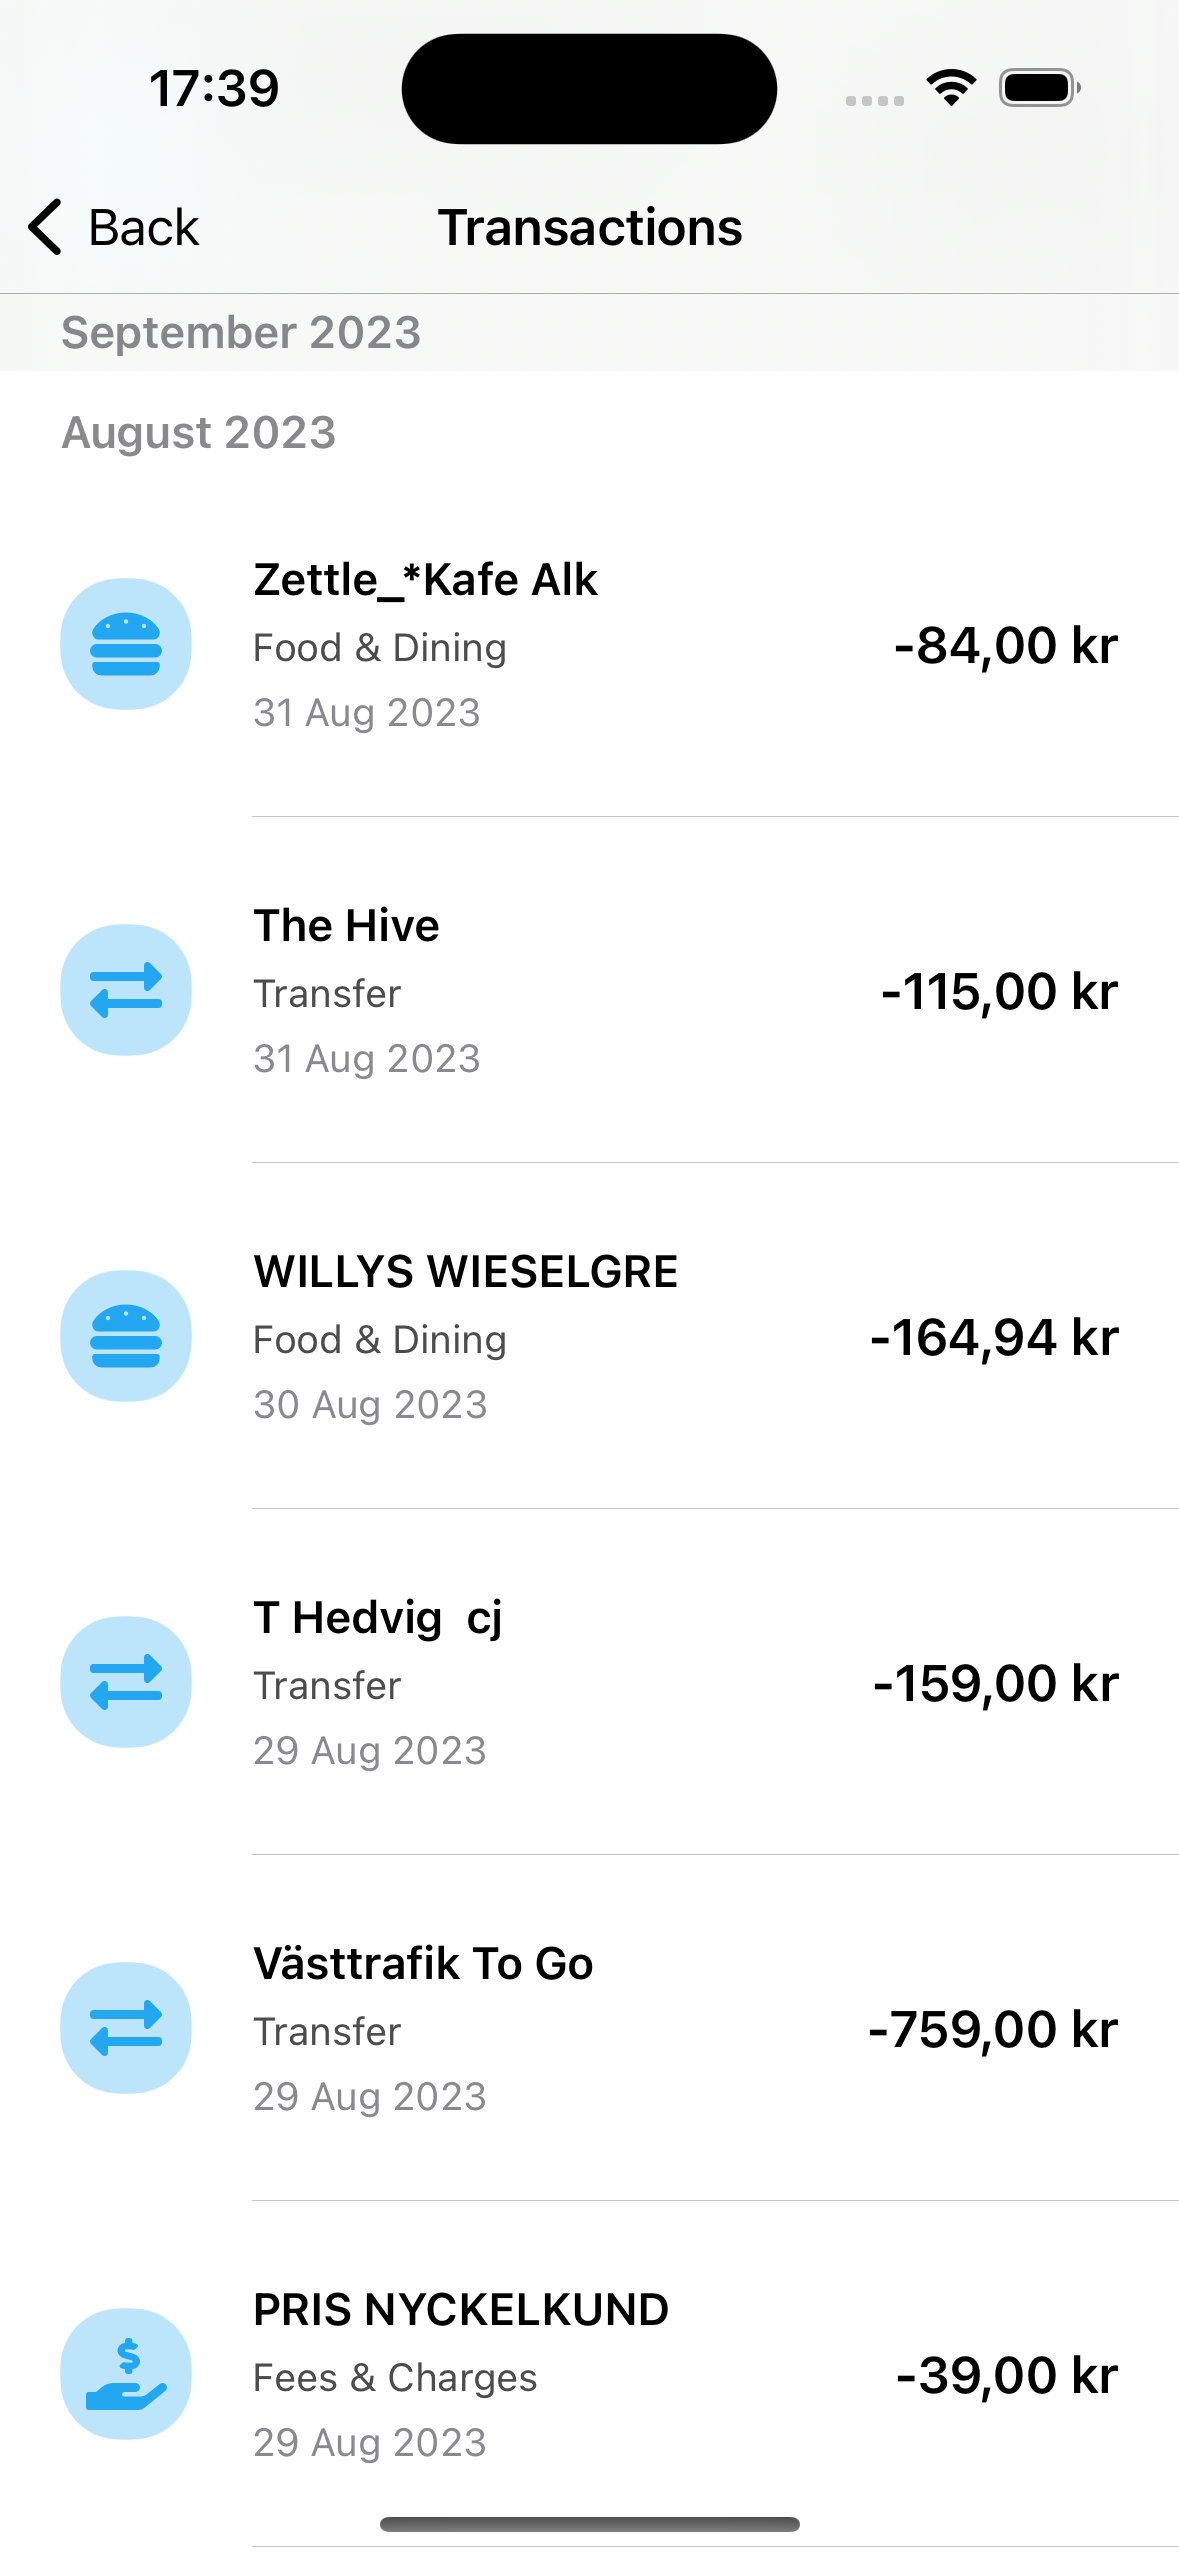 17:39
Back
Transactions
September 2023
August 2023
Zettle_*Kafe Alk
Food & Dining
-84,00 kr
31 Aug 2023
The Hive
Transfer
-115,00 kr
31 Aug 2023
WILLYS WIESELGRE
Food & Dining
-164,94 kr
30 Aug 2023
T Hedvig  cj
Transfer
-159,00 kr
29 Aug 2023
Västtrafik To Go
Transfer
-759,00 kr
29 Aug 2023
PRIS NYCKELKUND
Fees & Charges
-39,00 kr
29 Aug 2023